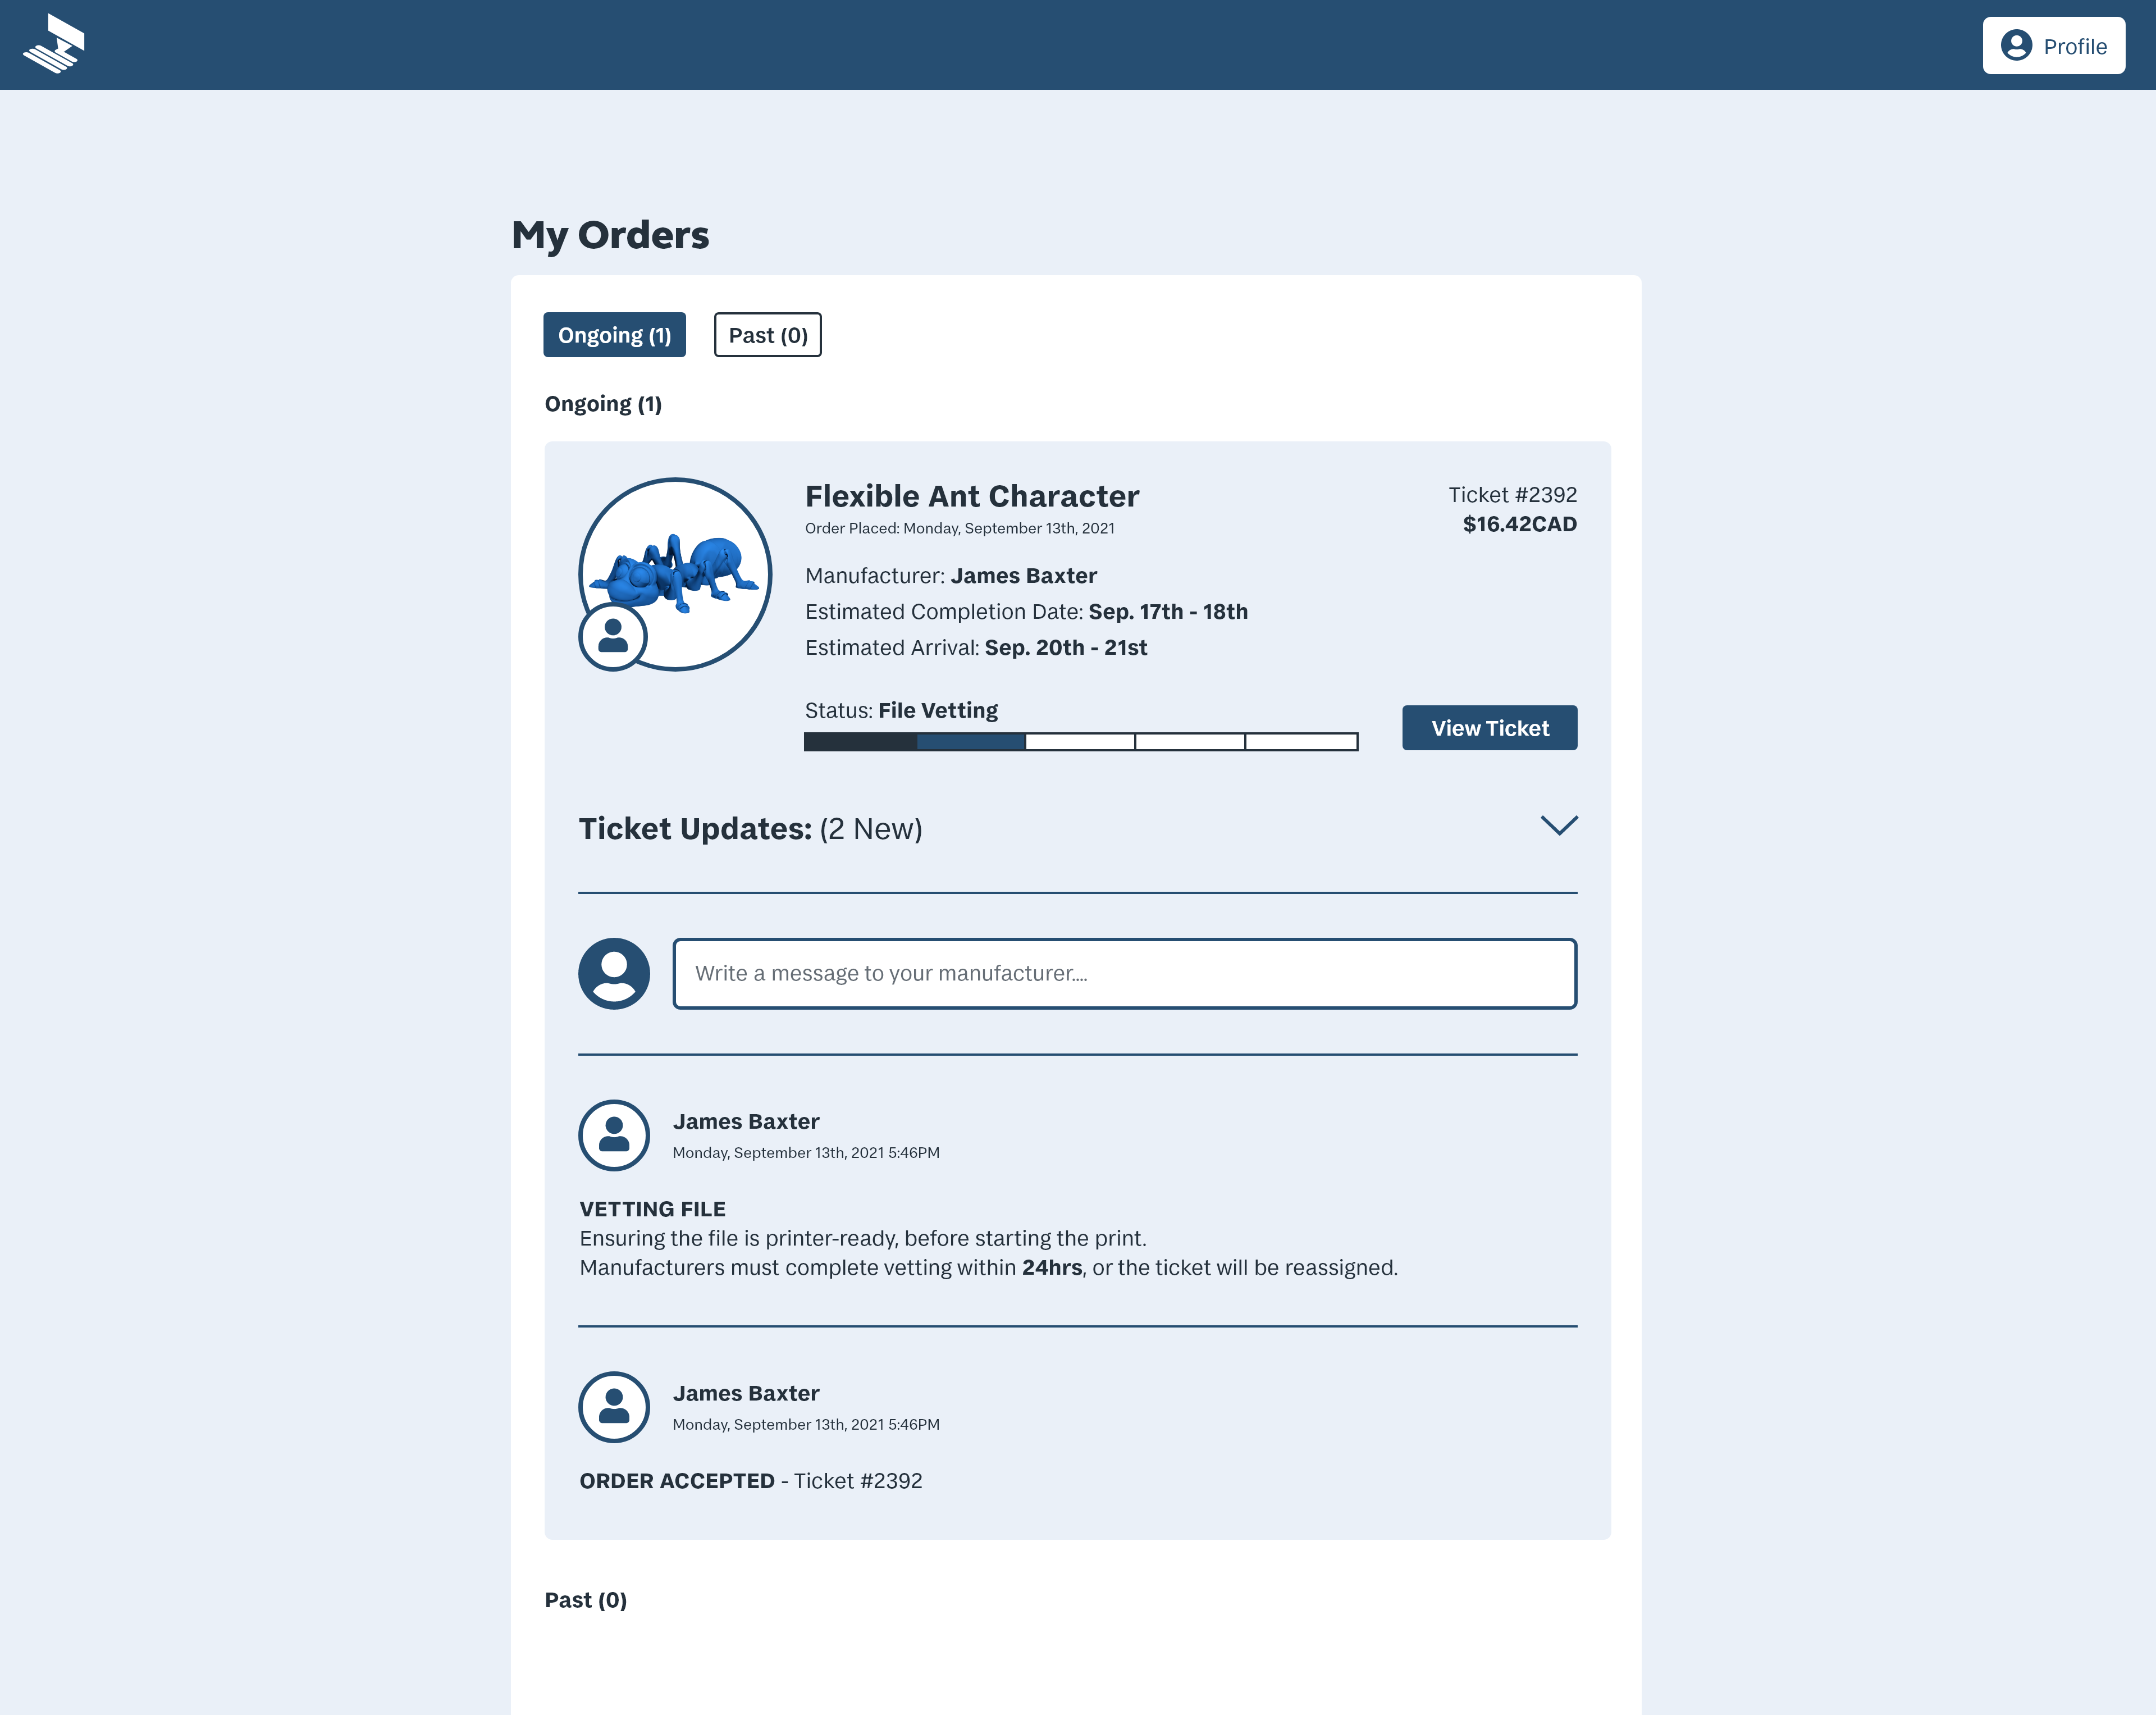 Profile
My Orders
Ongoing (1)
Past (0)
Ongoing (1)
Flexible Ant Character
Order Placed: Monday, September 13th, 2021
Ticket #2392
$16.42CAD
Manufacturer: James Baxter
Estimated Completion Date: Sep. 17th - 18th
Estimated Arrival: Sep. 20th - 21st
Status: File Vetting
View Ticket
Ticket Updates: (2 New)
Write a message to your manufacturer....
James Baxter
Monday, September 13th, 2021 5:46PM
VETTING FILE
Ensuring the file is printer-ready, before starting the print.
Manufacturers must complete vetting within 24hrs, or the ticket will be reassigned.
James Baxter
Monday, September 13th, 2021 5:46PM
ORDER ACCEPTED - Ticket #2392
Past (0)